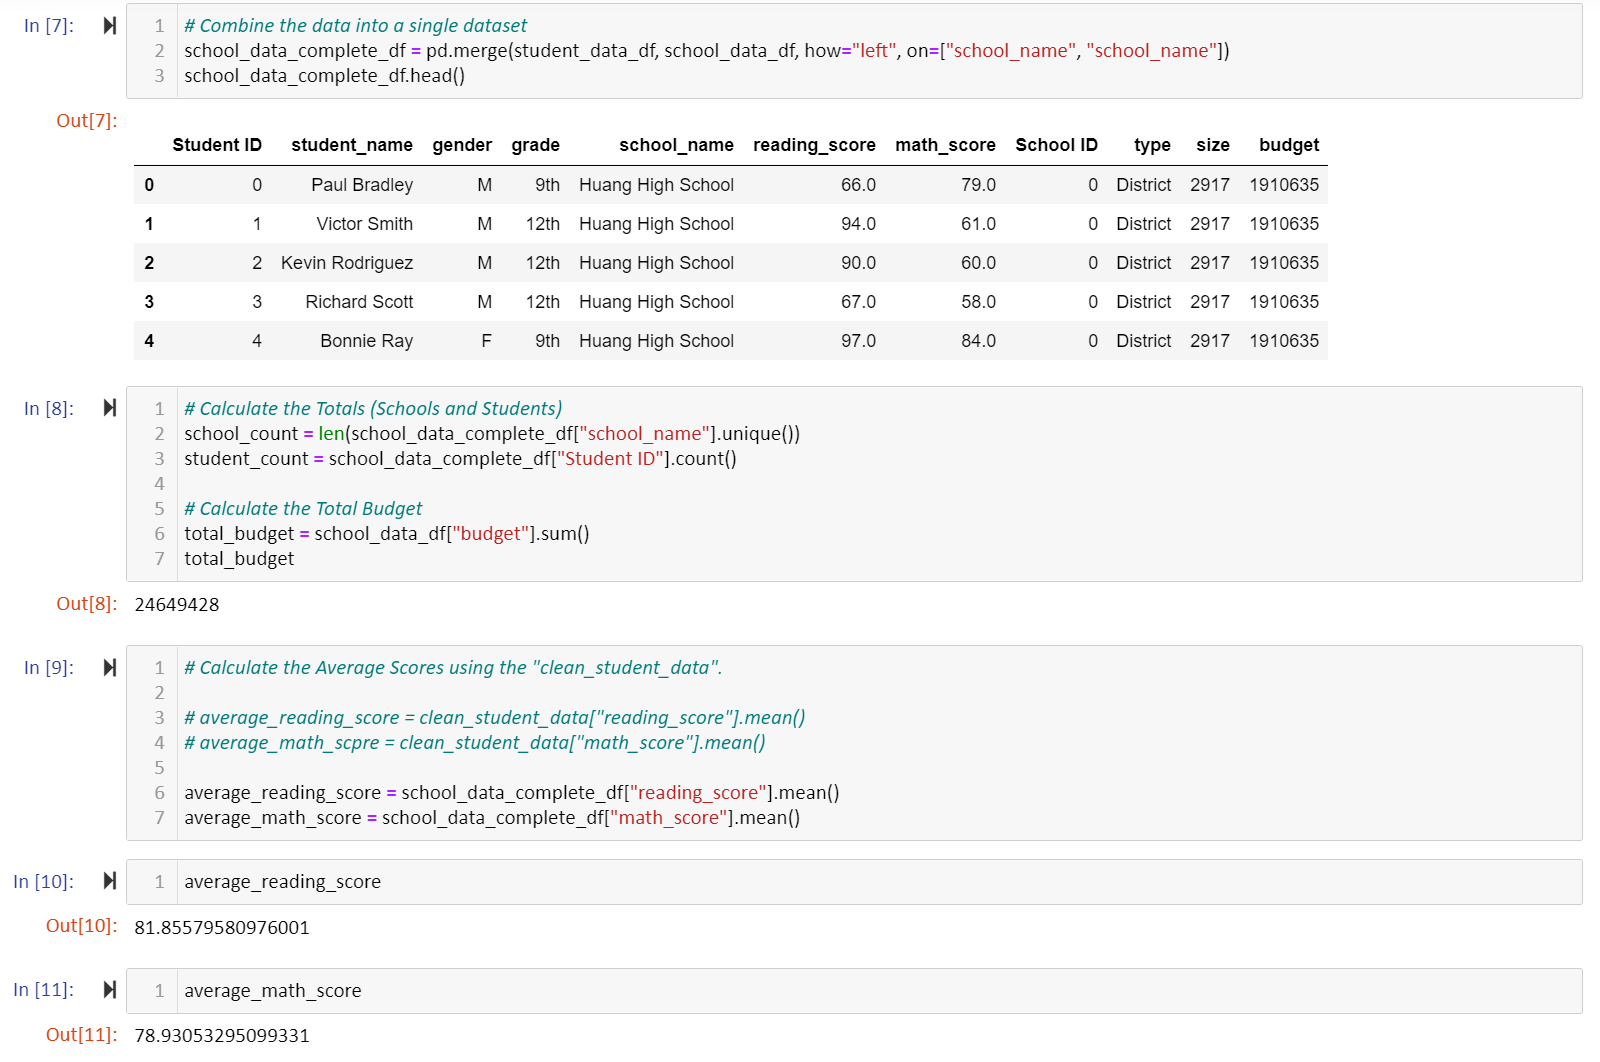 In [7]:
1 # Combine the data into a single dataset
2 school_data_complete_df = pd.merge(student_data_df, school_data_df, how="left", on=["school_name", "school_name"])
3 school_data_complete_df.head()
Out[7]:
Student ID student_name gender grade school_name reading_score math_score School ID type size budget
0 0 Paul Bradley M 9th Huang High School 66.0 79.0 0 District 2917 1910635
1 1 Victor Smith M 12th Huang High School 94.0 61.0 0 District 2917 1910635
2 2 Kevin Rodriguez M 12th Huang High School 90.0 60.0 0 District 2917 1910635
3 3 Richard Scott M 12th Huang High School 67.0 58.0 0 District 2917 1910635
4 4 Bonnie Ray F 9th Huang High School 97.0 84.0 0 District 2917 1910635
In [8]:
1 # Calculate the Totals (Schools and Students)
2 school_count = len(school_data_complete_df["school_name"].unique())
3 student_count = school_data_complete_df["Student ID"].count()
4
5 # Calculate the Total Budget
6 total_budget = school_data_df["budget"].sum()
7 total_budget
Out[8]: 24649428
In [9]:
1 # Calculate the Average Scores using the "clean_student_data".
2
3 # average_reading_score = clean_student_data["reading_score"].mean()
4 # average_math_scpre = clean_student_data["math_score"].mean()
5
6 average_reading_score = school_data_complete_df["reading_score"].mean()
7 average_math_score = school_data_complete_df["math_score"].mean()
In [10]: 1 average_reading_score
Out[10]: 81.85579580976001
In [11]: 1 average_math_score
Out[11]: 78.93053295099331